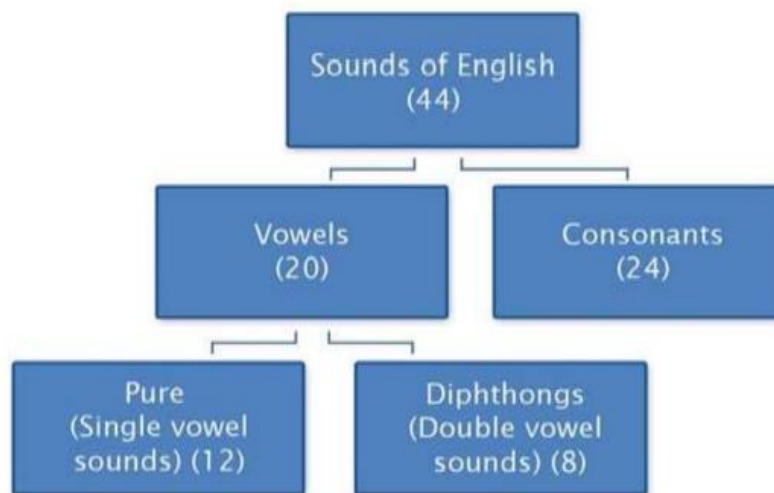 Sounds of English
(44)
Vowels
(20)
Consonants
(24)
Pure
(Single vowel
sounds) (12)
Diphthongs
(Double vowel
sounds) (8)